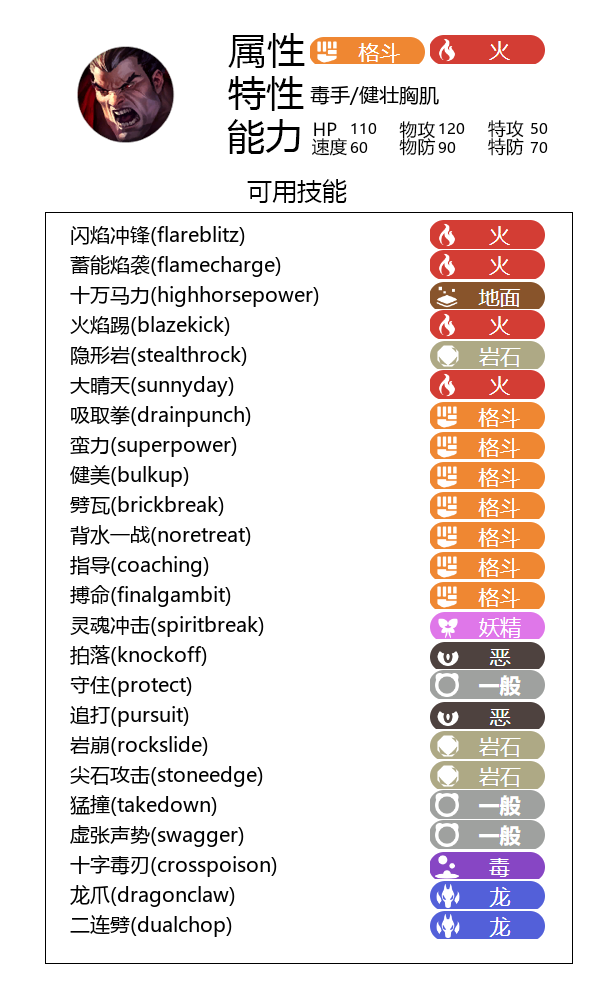 属性 格斗 火
特性 毒手/健壮胸肌
能力 HP 110 物攻 120 特攻 50
速度 60 物防 90 特防 70
可用技能
闪焰冲锋(flareblitz) 火
蓄能焰袭(flamecharge) 火
十万马力(highhorsepower) 地面
火焰踢(blazekick) 火
隐形岩(stealthrock) 岩石
大晴天(sunnyday) 火
吸取拳(drainpunch) 格斗
蛮力(superpower) 格斗
健美(bulkup) 格斗
劈瓦(brickbreak) 格斗
背水一战(noretreat) 格斗
指导(coaching) 格斗
搏命(finalgambit) 格斗
灵魂冲击(spiritbreak) 妖精
拍落(knockoff) 恶
守住(protect) 一般
追打(pursuit) 恶
岩崩(rockslide) 岩石
尖石攻击(stoneedge) 岩石
猛撞(takedown) 一般
虚张声势(swagger) 一般
十字毒刃(crosspoison) 毒
龙爪(dragonclaw) 龙
二连劈(dualchop) 龙